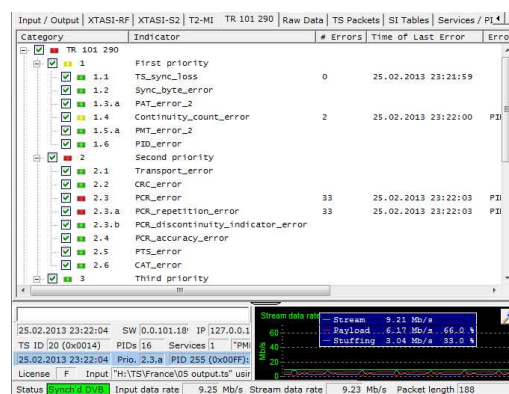 Input / Output XTASI-RF XTASI-S2 T2-MI TR 101 290 Raw Data TS Packets SI Tables Services /
Category Indicator # Errors Time of Last Error Erro
TR 101 290
1 First priority
1.1 TS_sync_loss 0 25.02.2013 23:21:59
1.2 Sync_byte_error
1.3.a PAT_error_2
1.4 Continuity_count_error 2 25.02.2013 23:22:00 PI
1.5.a PMT_error_2
1.6 PID_error
2 Second priority
2.1 Transport_error
2.2 CRC_error
2.3 PCR_error 33 25.02.2013 23:22:03 PI
2.3.a PCR_repetition_error 33 25.02.2013 23:22:03 PI
2.3.b PCR_discontinuity_indicator_error
2.4 PCR_accuracy_error
2.5 PTS_error
2.6 CAT_error
3 Third priority
25.02.2013 23:22:04 SW 0.0.101.18 IP 127.0.0.1
TS ID 20 (0x0014) PIDs 16 Services 1 "PMI
25.02.2013 23:22:04 Prio. 2.3.a PID 255 (0x00FF):
License F Input "H:\TS\France\05 output.ts" usin
Stream data rate
Mb/s
60
40
20
0
Stream 9.21 Mb/s
Payload 6.17 Mb/s 66.0 %
Stuffing 3.04 Mb/s 33.0 %
Status Synch'd DVB Input data rate 9.25 Mb/s Stream data rate 9.23 Mb/s Packet length 188